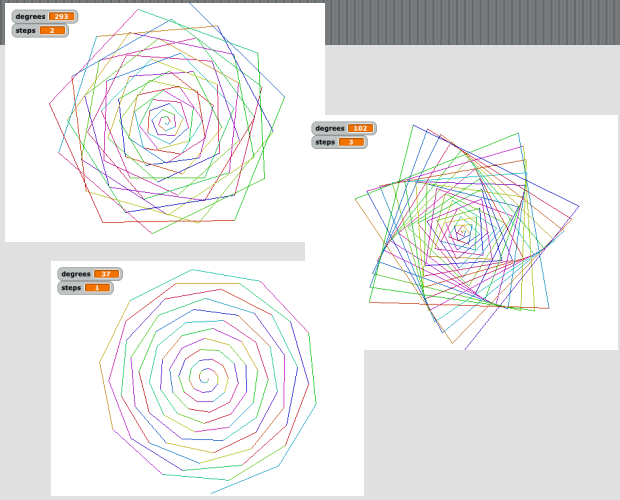 degrees 293
steps 2
degrees 102
steps 3
degrees 37
steps 1